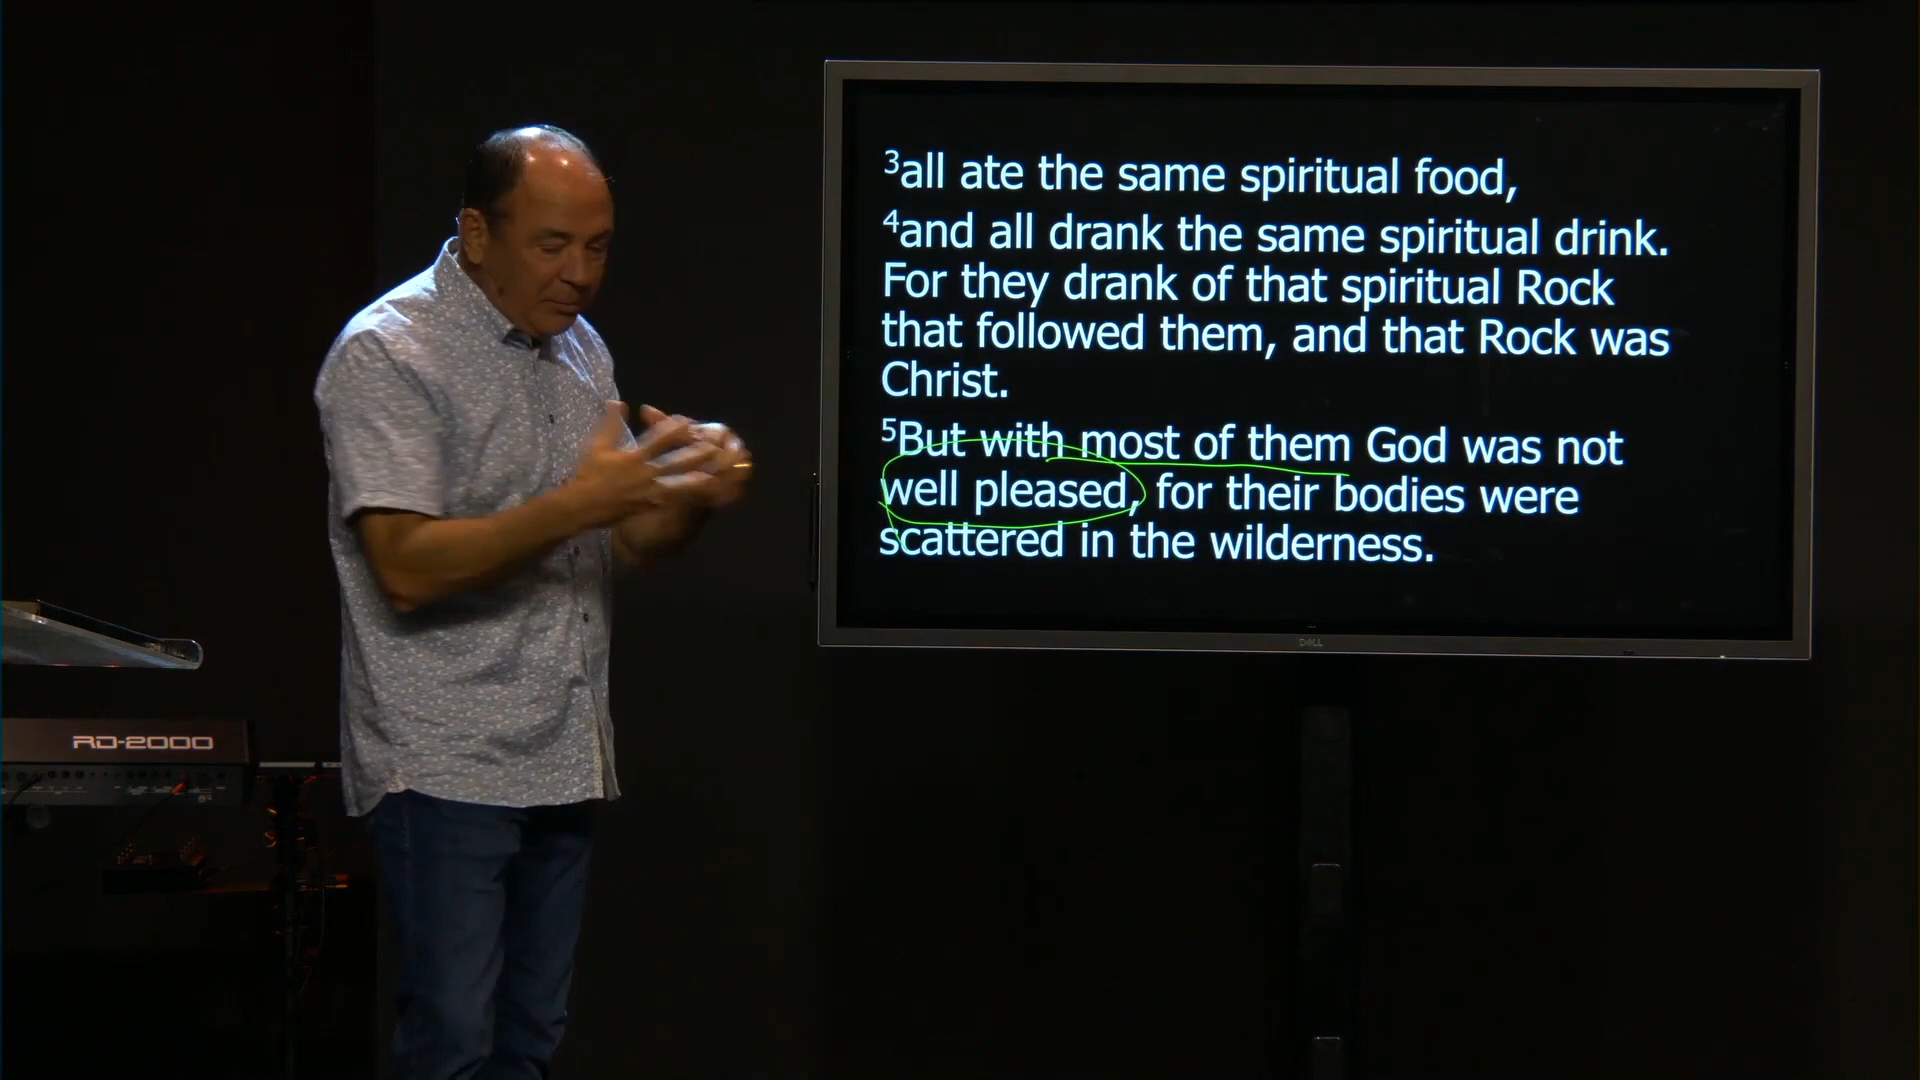 ³all ate the same spiritual food,
⁴and all drank the same spiritual drink.
For they drank of that spiritual Rock
that followed them, and that Rock was
Christ.
⁵But with most of them God was not
well pleased, for their bodies were
scattered in the wilderness.
DELL
RD-2000